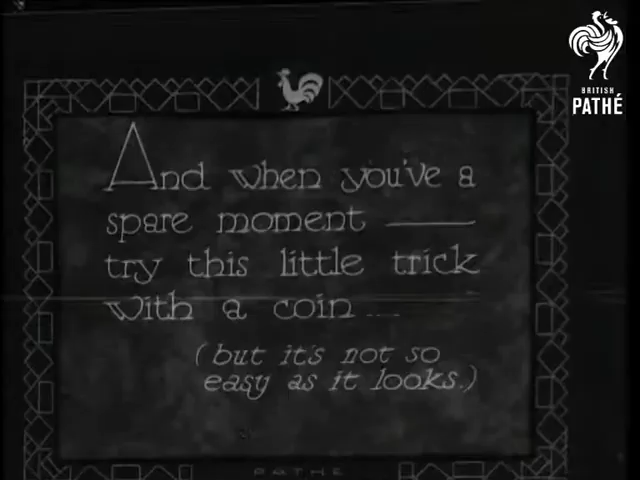 BRITISH
PATHÉ
And when you've a
spare moment ——
try this little trick
with a coin ...
(but it's not so
easy as it looks.)
PATHE